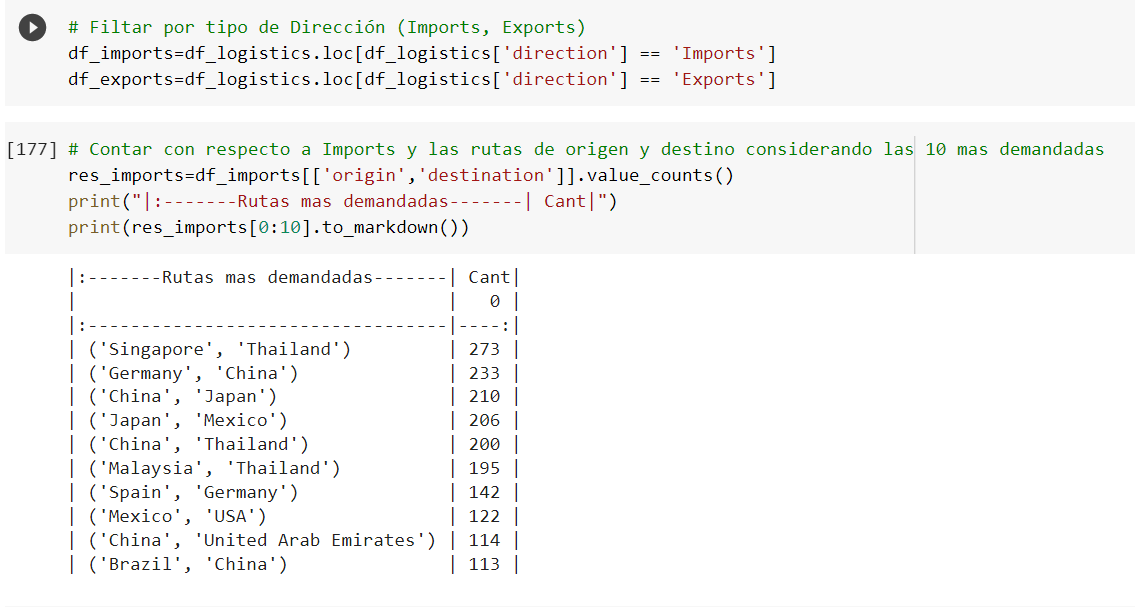 # Filtar por tipo de Dirección (Imports, Exports)
df_imports=df_logistics.loc[df_logistics['direction'] == 'Imports']
df_exports=df_logistics.loc[df_logistics['direction'] == 'Exports']
[177] # Contar con respecto a Imports y las rutas de origen y destino considerando las 10 mas demandadas
res_imports=df_imports[['origin','destination']].value_counts()
print("|:-------Rutas mas demandadas-------| Cant|")
print(res_imports[0:10].to_markdown())
|:-------Rutas mas demandadas-------| Cant|
|                                   |   0 |
|:----------------------------------|----:|
| ('Singapore', 'Thailand')         | 273 |
| ('Germany', 'China')              | 233 |
| ('China', 'Japan')                | 210 |
| ('Japan', 'Mexico')               | 206 |
| ('China', 'Thailand')             | 200 |
| ('Malaysia', 'Thailand')          | 195 |
| ('Spain', 'Germany')              | 142 |
| ('Mexico', 'USA')                 | 122 |
| ('China', 'United Arab Emirates') | 114 |
| ('Brazil', 'China')               | 113 |